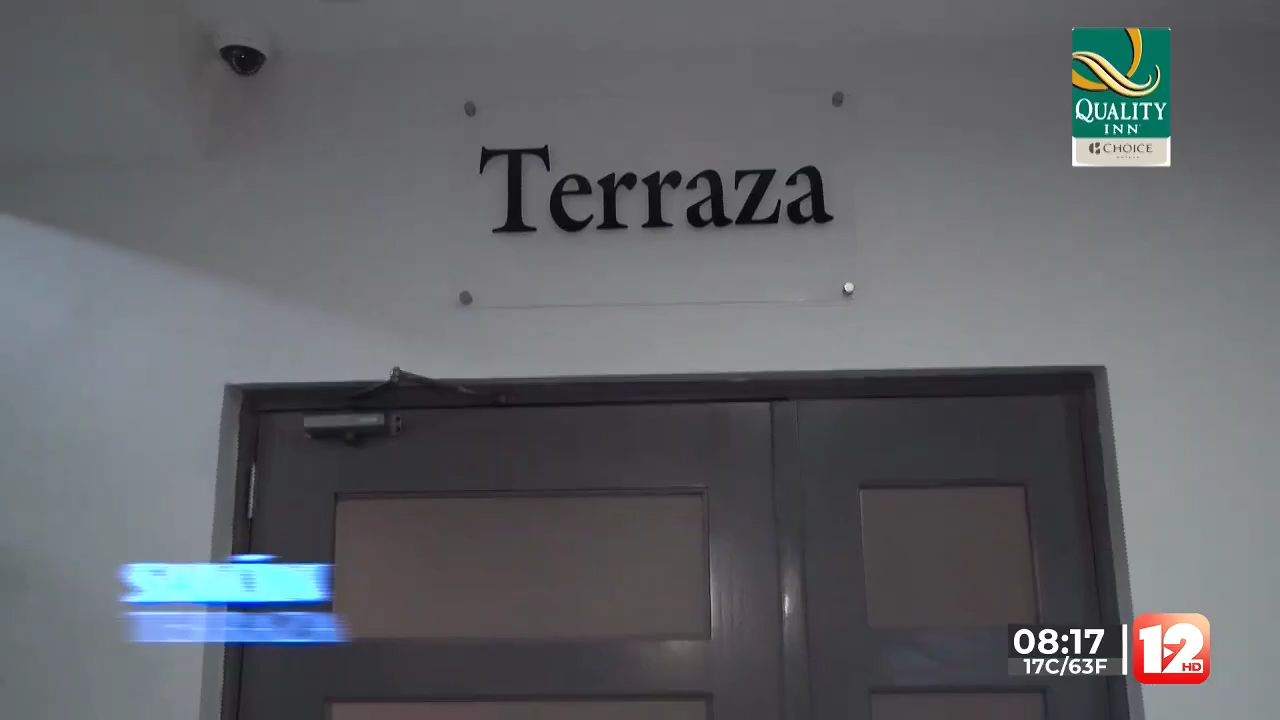 QUALITY
INN
CHOICE
Terraza
08:17
17C/63F
12
HD